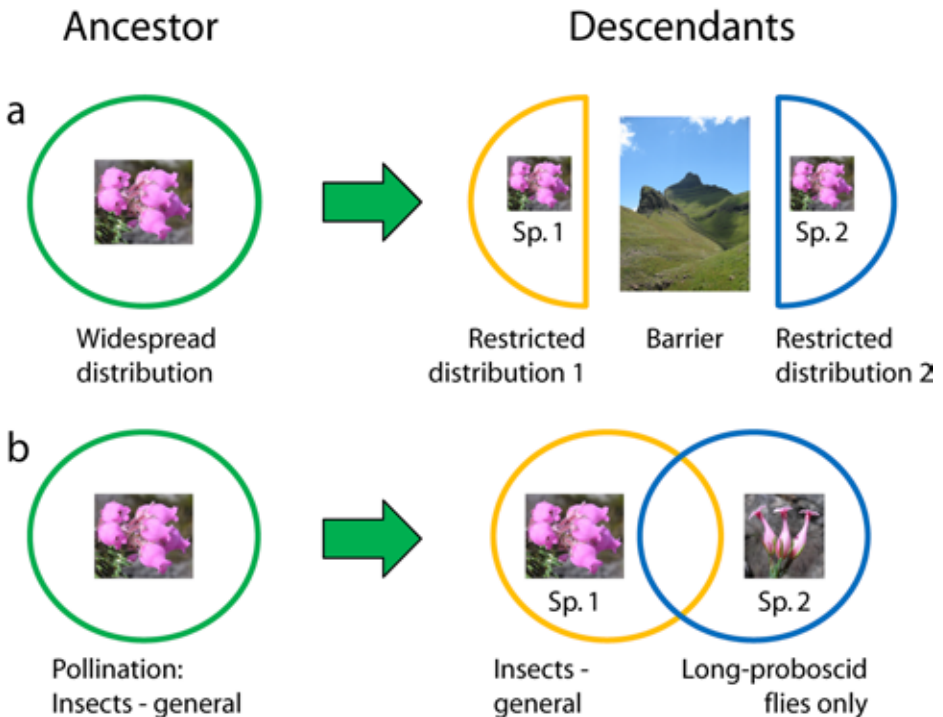 Ancestor
Descendants
a
Sp. 1
Sp. 2
Widespread
distribution
Restricted
distribution 1
Barrier
Restricted
distribution 2
b
Sp. 1
Sp. 2
Pollination:
Insects - general
Insects -
general
Long-proboscid
flies only